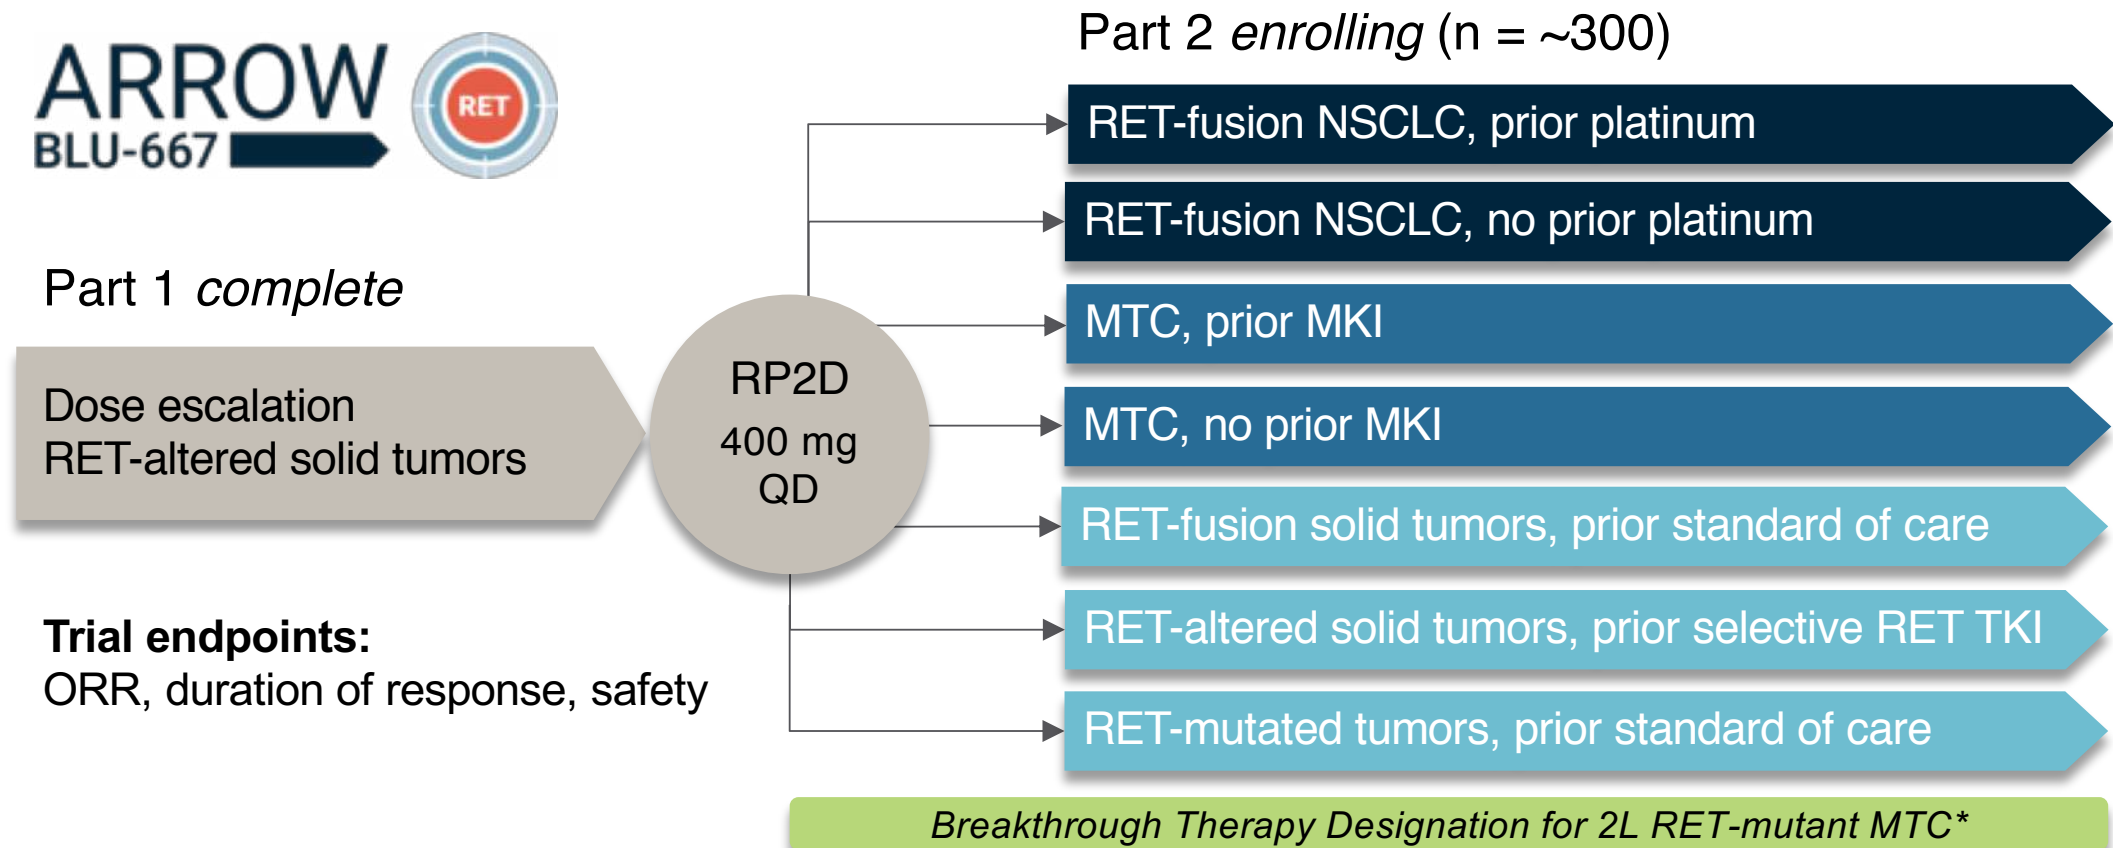 ARROW
BLU-667
RET
Part 1 complete
Dose escalation
RET-altered solid tumors
Trial endpoints:
ORR, duration of response, safety
RP2D
400 mg
QD
Part 2 enrolling (n = ~300)
RET-fusion NSCLC, prior platinum
RET-fusion NSCLC, no prior platinum
MTC, prior MKI
MTC, no prior MKI
RET-fusion solid tumors, prior standard of care
RET-altered solid tumors, prior selective RET TKI
RET-mutated tumors, prior standard of care
Breakthrough Therapy Designation for 2L RET-mutant MTC*